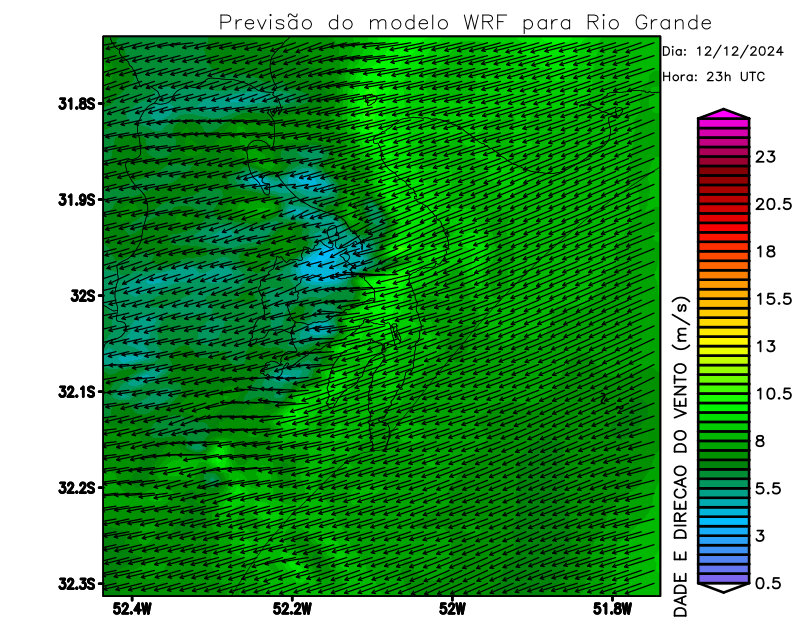 Previsão do modelo WRF para Rio Grande
Dia: 12/12/2024
Hora: 23h UTC
31.8S
31.9S
32S
32.1S
32.2S
32.3S
52.4W
52.2W
52W
51.8W
23
20.5
18
15.5
13
10.5
8
5.5
3
0.5
DADE E DIRECAO DO VENTO (m/s)